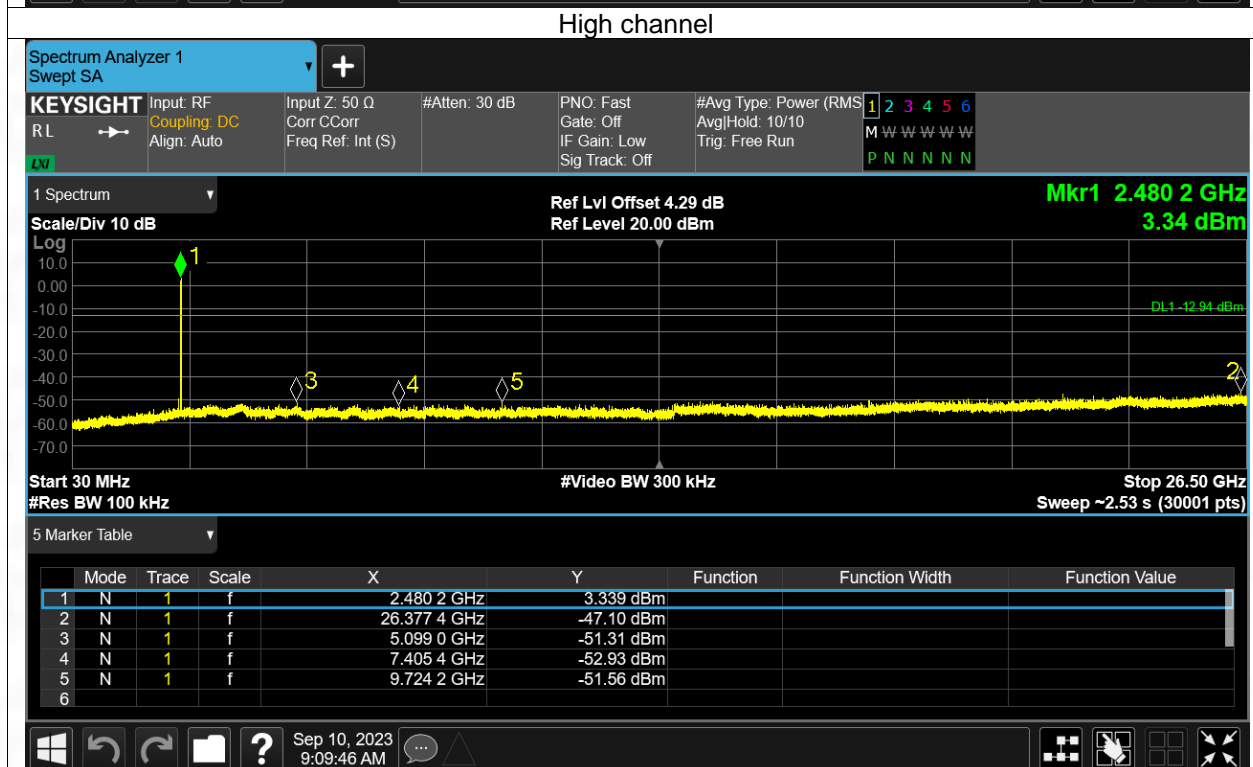 High channel
Spectrum Analyzer 1
Swept SA
+
KEYSIGHT Input: RF Input Z: 50 Ω #Atten: 30 dB PNO: Fast #Avg Type: Power (RMS 1 2 3 4 5 6
R L Coupling: DC Corr CCorr Gate: Off Avg|Hold: 10/10 M W W W W W
Align: Auto Freq Ref: Int (S) IF Gain: Low Trig: Free Run
LXI Sig Track: Off P N N N N N
1 Spectrum Ref Lvl Offset 4.29 dB Mkr1 2.480 2 GHz
Scale/Div 10 dB Ref Level 20.00 dBm 3.34 dBm
Log
1
10.0
0.00
-10.0 DL1 -12.94 dBm
-20.0
-30.0
-40.0 3 4 5 2
-50.0
-60.0
-70.0
Start 30 MHz #Video BW 300 kHz Stop 26.50 GHz
#Res BW 100 kHz Sweep ~2.53 s (30001 pts)
5 Marker Table
Mode Trace Scale X Y Function Function Width Function Value
1 N 1 f 2.480 2 GHz 3.339 dBm
2 N 1 f 26.377 4 GHz -47.10 dBm
3 N 1 f 5.099 0 GHz -51.31 dBm
4 N 1 f 7.405 4 GHz -52.93 dBm
5 N 1 f 9.724 2 GHz -51.56 dBm
6
? Sep 10, 2023
9:09:46 AM